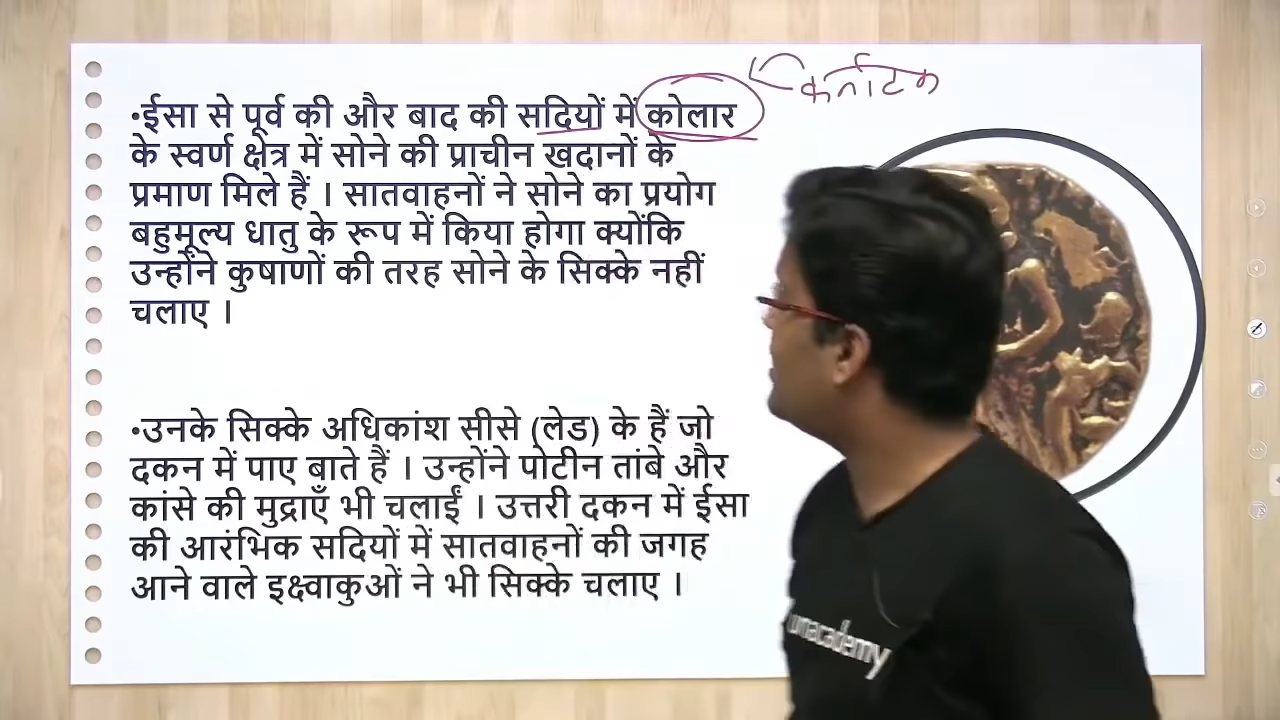 कर्नाटक
•ईसा से पूर्व की और बाद की सदियों में कोलार
के स्वर्ण क्षेत्र में सोने की प्राचीन खदानों के
प्रमाण मिले हैं । सातवाहनों ने सोने का प्रयोग
बहुमूल्य धातु के रूप में किया होगा क्योंकि
उन्होंने कुषाणों की तरह सोने के सिक्के नहीं
चलाए ।
•उनके सिक्के अधिकांश सीसे (लेड) के हैं जो
दकन में पाए बाते हैं । उन्होंने पोटीन तांबे और
कांसे की मुद्राएँ भी चलाईं । उत्तरी दकन में ईसा
की आरंभिक सदियों में सातवाहनों की जगह
आने वाले इक्ष्वाकुओं ने भी सिक्के चलाए ।
unacademy